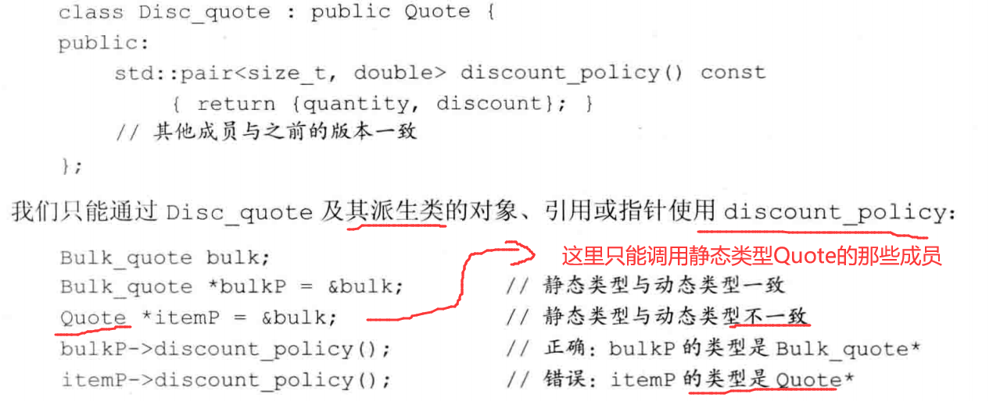 class Disc_quote : public Quote {
public:
std::pair<size_t, double> discount_policy() const
{ return {quantity, discount}; }
// 其他成员与之前的版本一致
};
我们只能通过 Disc_quote 及其派生类的对象、引用或指针使用 discount_policy:
这里只能调用静态类型Quote的那些成员
Bulk_quote bulk;
Bulk_quote *bulkP = &bulk; // 静态类型与动态类型一致
Quote *itemP = &bulk; // 静态类型与动态类型不一致
bulkP->discount_policy(); // 正确：bulkP 的类型是 Bulk_quote*
itemP->discount_policy(); // 错误：itemP 的类型是 Quote*